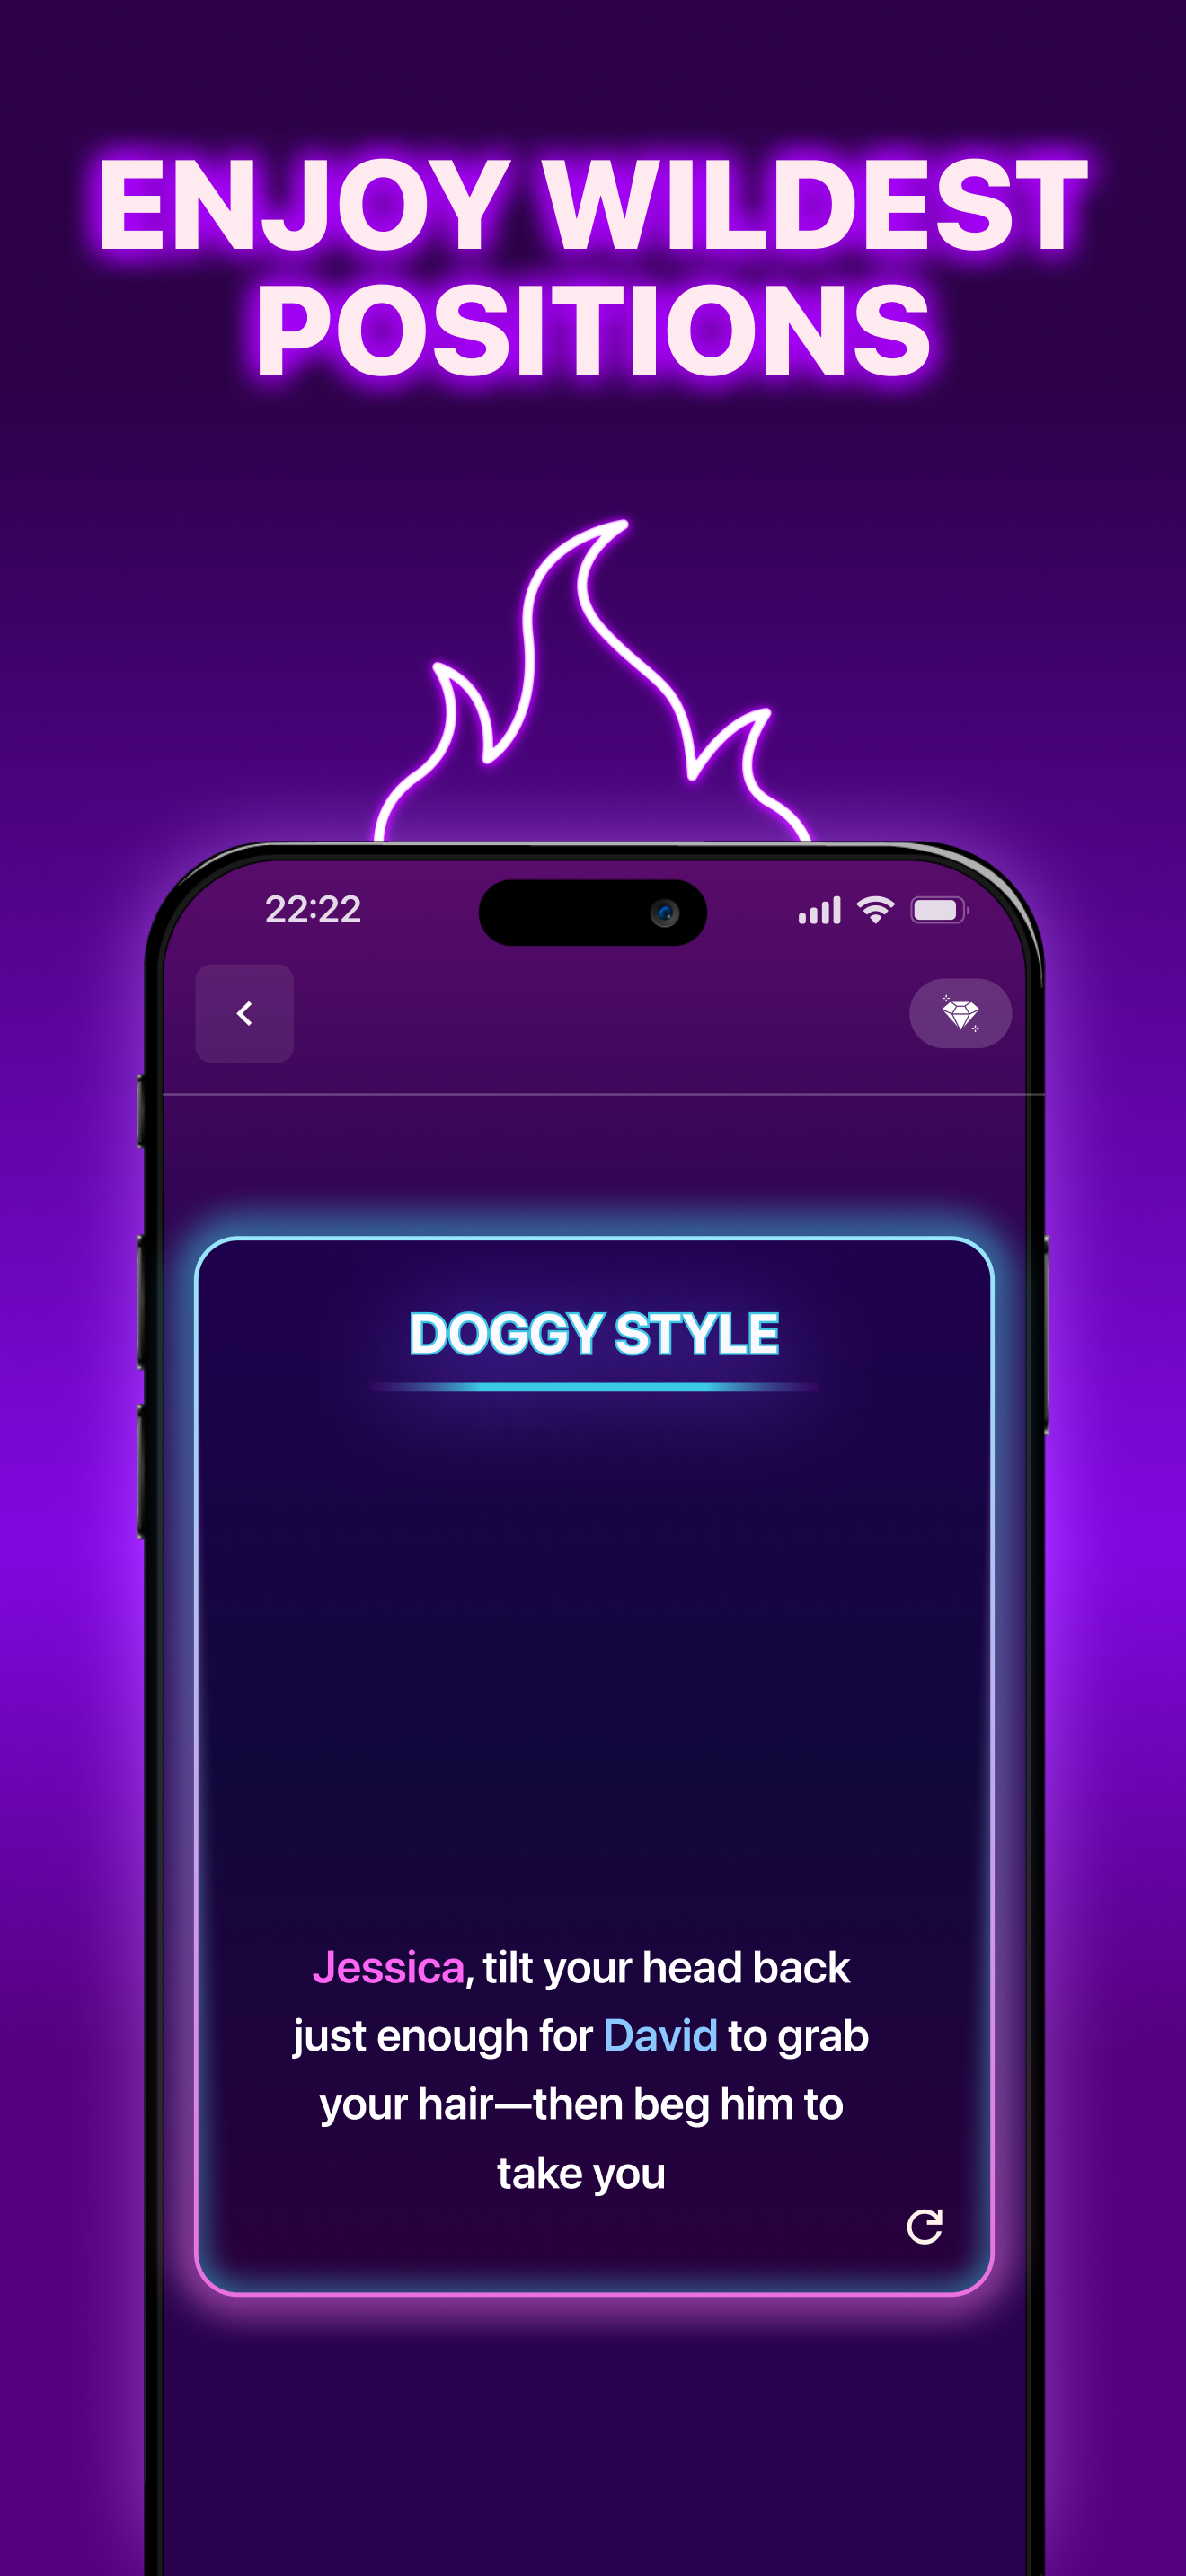 ENJOY WILDEST
POSITIONS
22:22
DOGGY STYLE
Jessica, tilt your head back
just enough for David to grab
your hair—then beg him to
take you